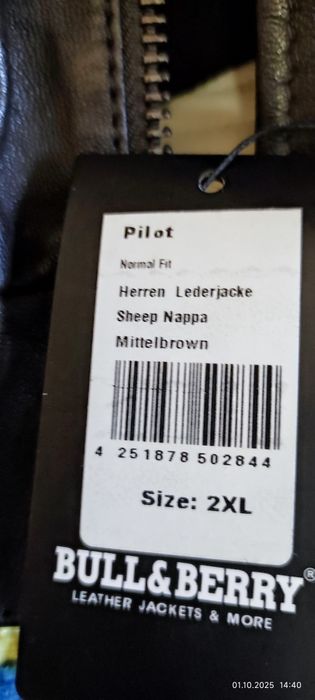 Pilot
Normal Fit
Herren Lederjacke
Sheep Nappa
Mittelbrown
4 251878 502844
Size: 2XL
BULL&BERRY®
LEATHER JACKETS & MORE
01.10.2025 14:40